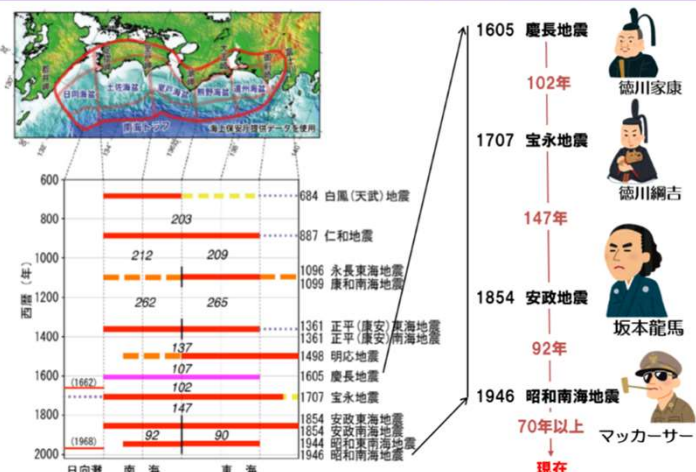 日向海盆
土佐海盆
室戸海盆
熊野海盆
遠州海盆
南海トラフ
海上保安庁提供データを使用
132°
134°
136°
西暦（年）
600
800
1000
1200
1400
1600
1800
2000
203
212
209
262
265
137
107
102
147
92
90
(1662)
(1968)
684 白鳳(天武)地震
887 仁和地震
1096 永長東海地震
1099 康和南海地震
1361 正平(康安)東海地震
1361 正平(康安)南海地震
1498 明応地震
1605 慶長地震
1707 宝永地震
1854 安政東海地震
1854 安政南海地震
1944 昭和東南海地震
1946 昭和南海地震
日向灘 南 海 東 海
1605 慶長地震
徳川家康
102年
1707 宝永地震
徳川綱吉
147年
1854 安政地震
坂本龍馬
92年
1946 昭和南海地震
マッカーサー
70年以上
現在